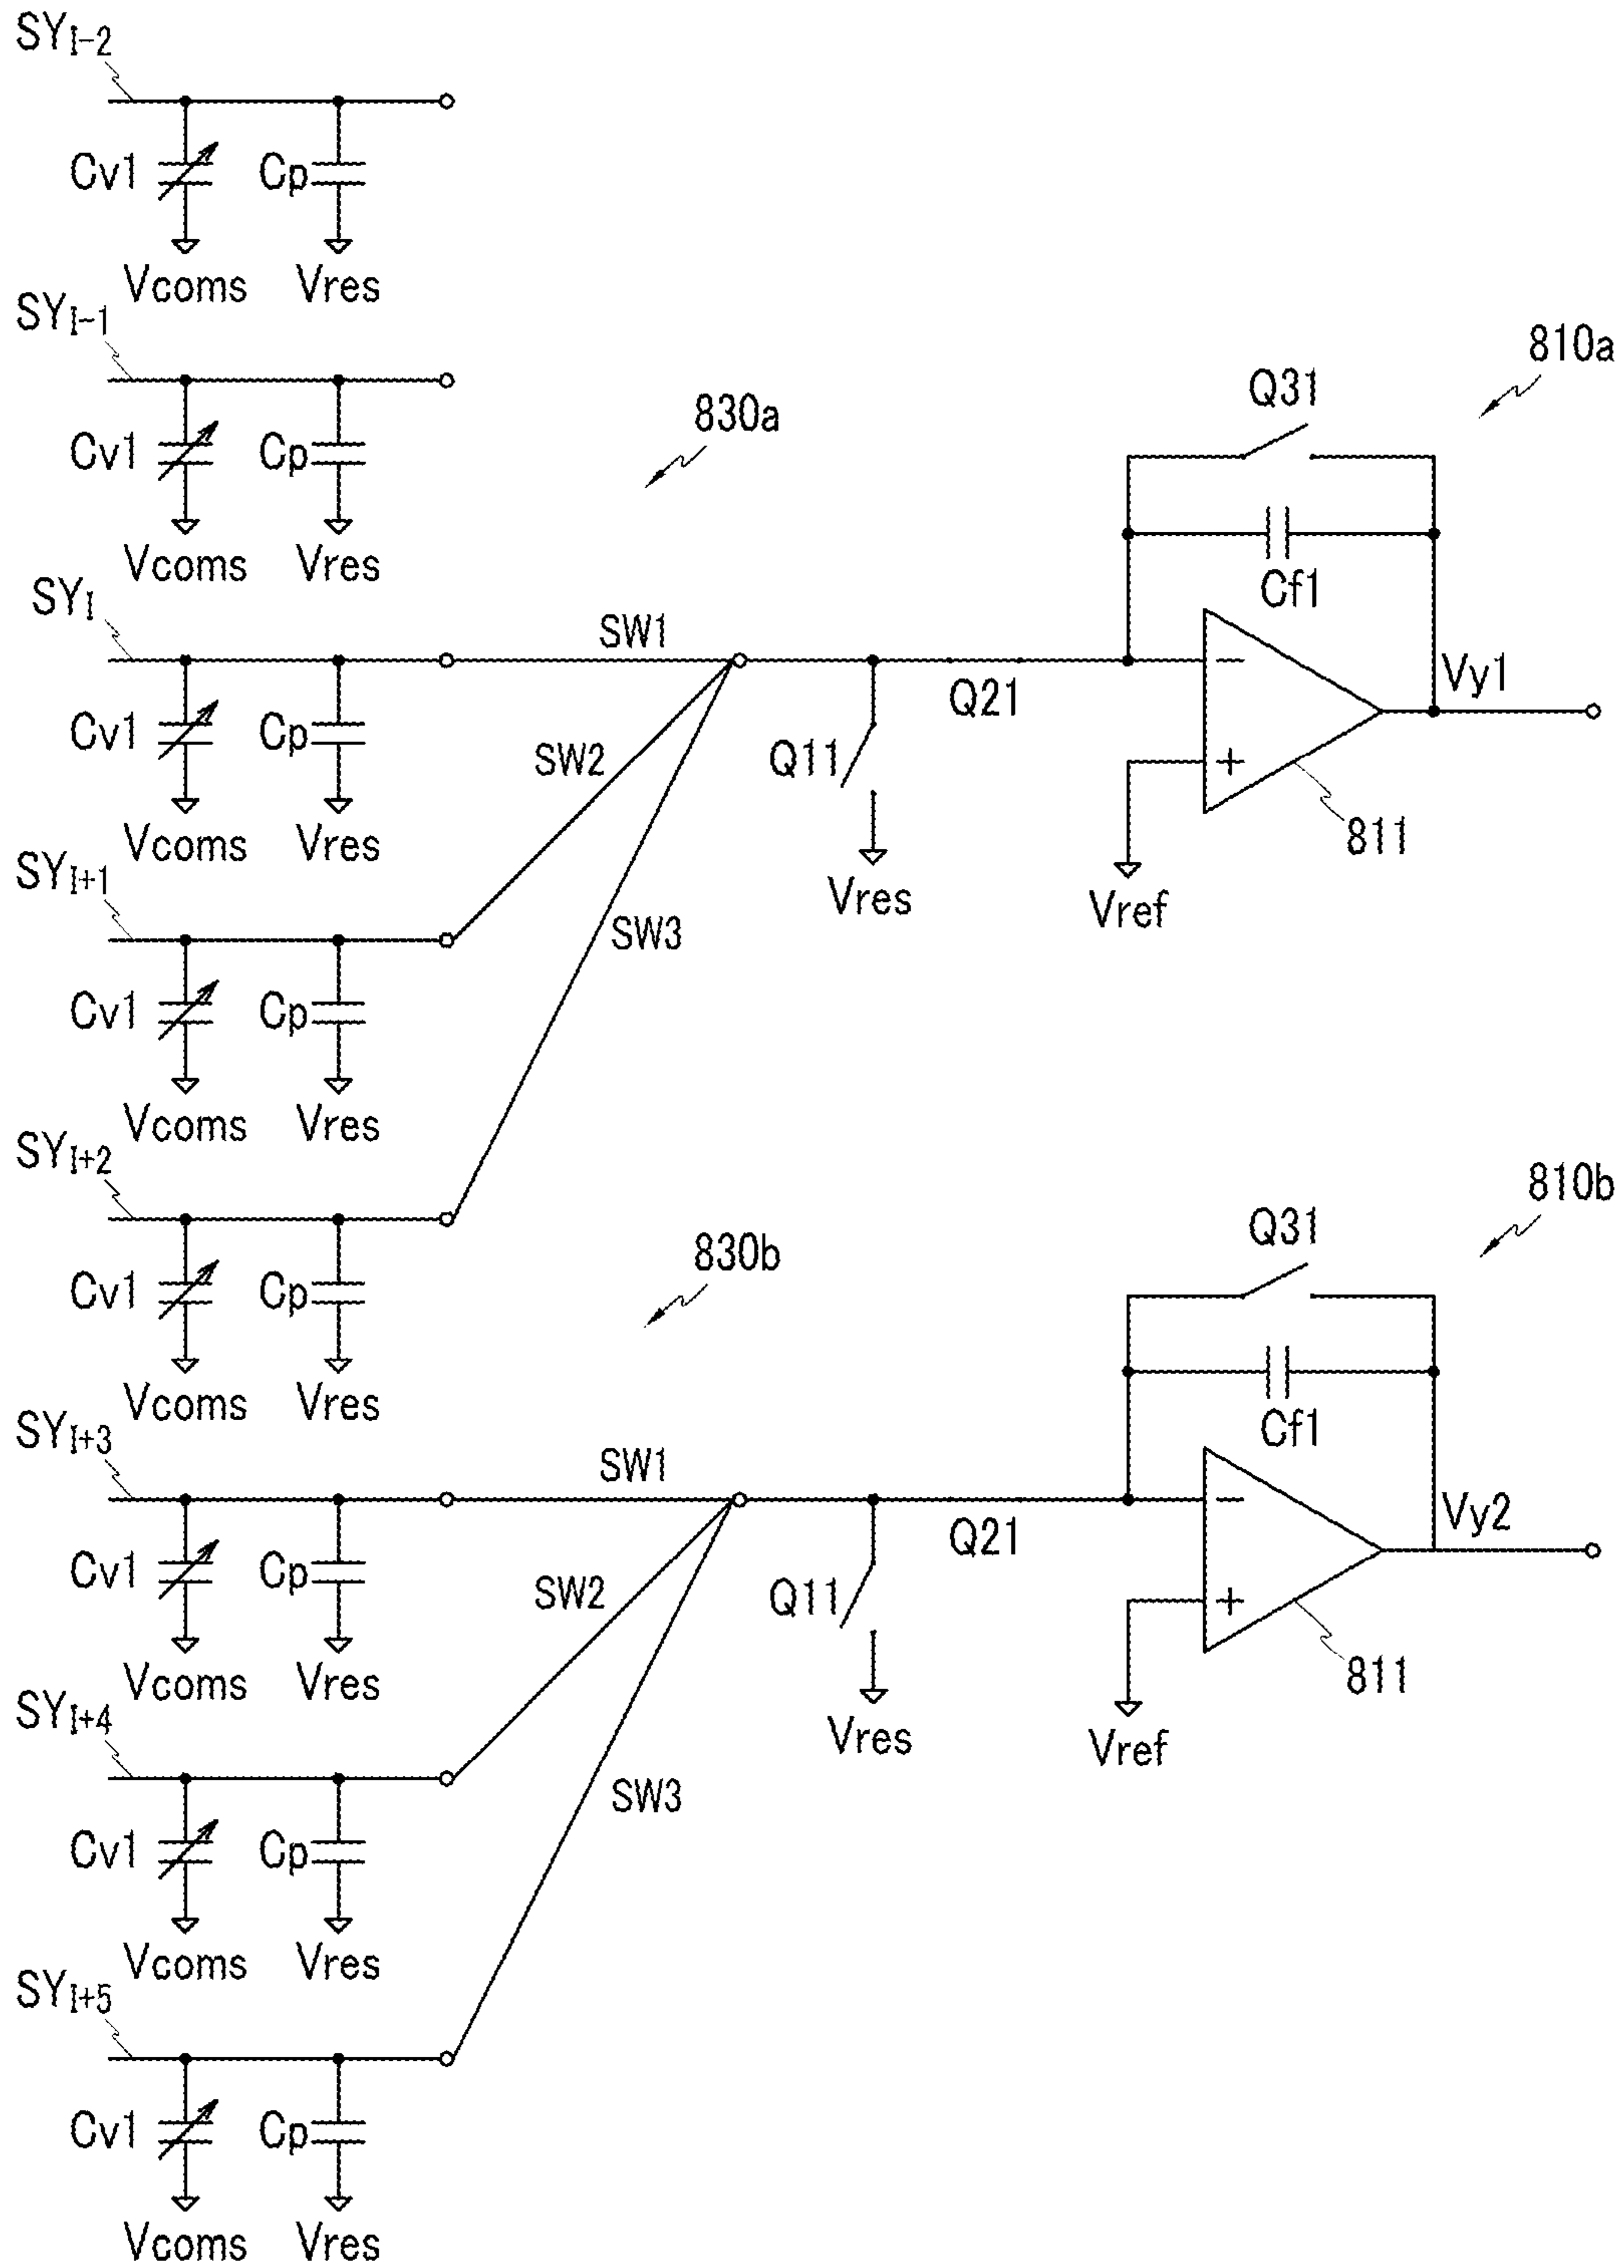 SYI-2
Cv1 Cp
Vcoms Vres
SYI-1
810a
Q31
830a
Cv1 Cp
Vcoms Vres
Cf1
SYI
SW1
Vy1
Q21
Cv1 Cp SW2 Q11
811
Vcoms Vres
SYI+1
Vres Vref
SW3
Cv1 Cp
Vcoms Vres
SYI+2
810b
Q31
830b
Cv1 Cp
Vcoms Vres
Cf1
SYI+3
SW1
Vy2
Q21
Cv1 Cp SW2 Q11
811
Vcoms Vres
SYI+4
Vres Vref
SW3
Cv1 Cp
Vcoms Vres
SYI+5
Cv1 Cp
Vcoms Vres